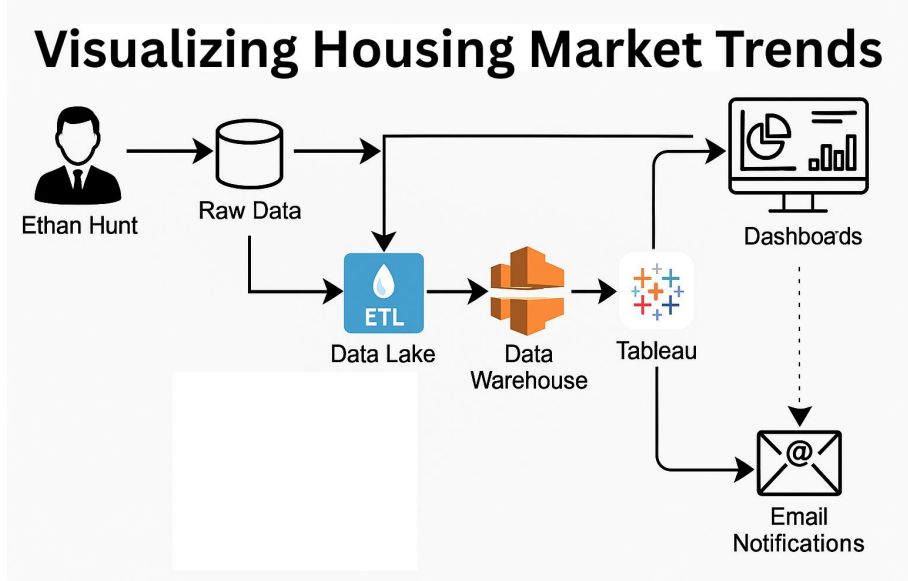 Visualizing Housing Market Trends
Ethan Hunt
Raw Data
Dashboards
ETL
Data Lake
Data
Warehouse
Tableau
@
Email
Notifications